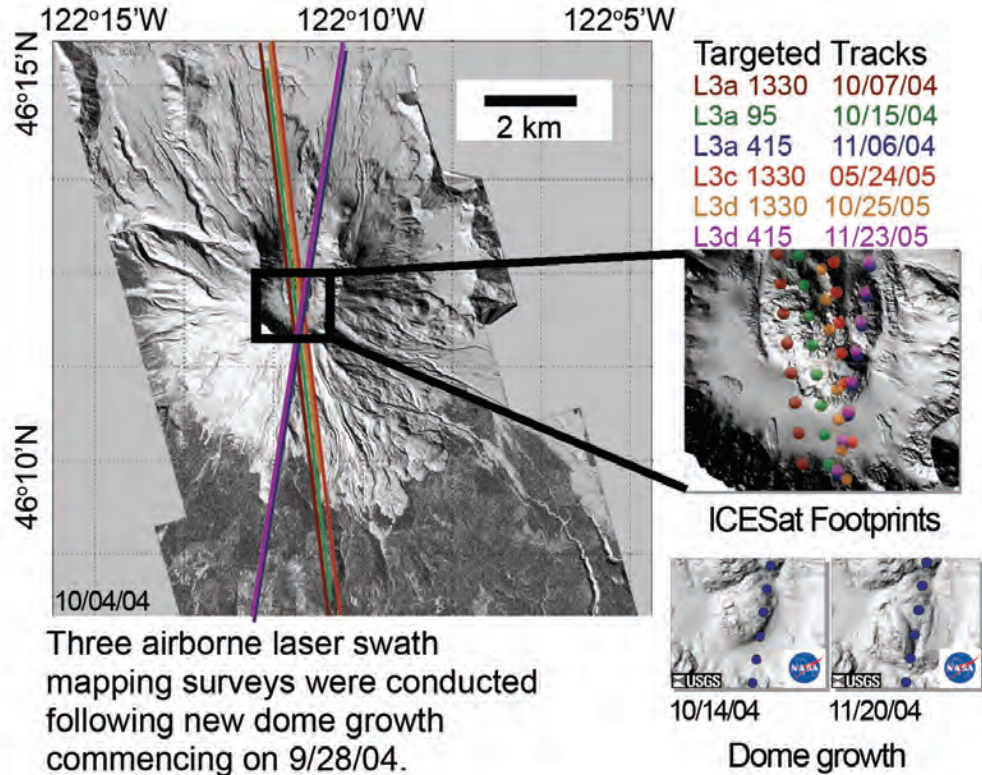 122°15'W 122°10'W 122°5'W
46°15'N
46°10'N
2 km
10/04/04
Targeted Tracks
L3a 1330 10/07/04
L3a 95 10/15/04
L3a 415 11/06/04
L3c 1330 05/24/05
L3d 1330 10/25/05
L3d 415 11/23/05
ICESat Footprints
USGS NASA USGS NASA
10/14/04 11/20/04
Dome growth
Three airborne laser swath
mapping surveys were conducted
following new dome growth
commencing on 9/28/04.